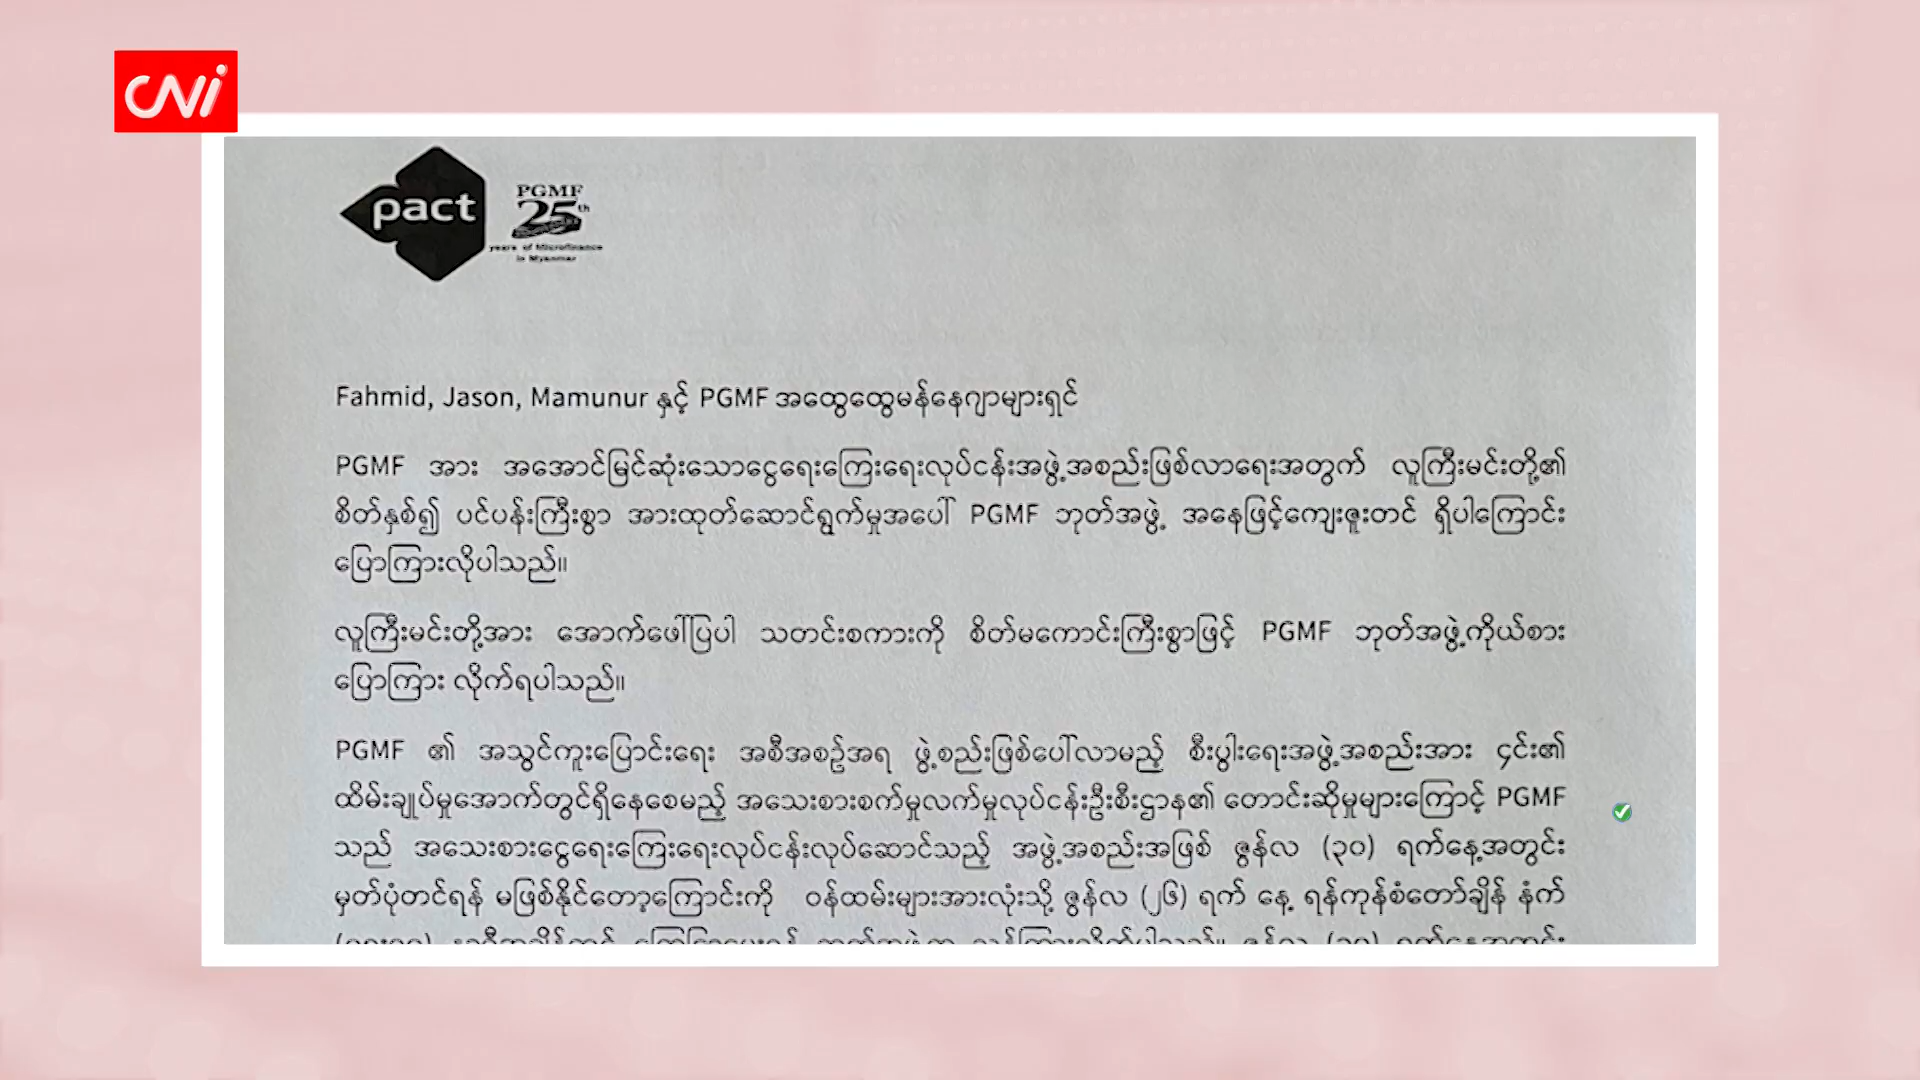 CNi
pact
PGMF
25th
years of Microfinance
in Myanmar
Fahmid, Jason, Mamunur နှင့် PGMF အထွေထွေမန်နေဂျာများရှင်
PGMF အား အအောင်မြင်ဆုံးသောငွေရေးကြေးရေးလုပ်ငန်းအဖွဲ့အစည်းဖြစ်လာရေးအတွက် လူကြီးမင်းတို့၏
စိတ်နှစ်၍ ပင်ပန်းကြီးစွာ အားထုတ်ဆောင်ရွက်မှုအပေါ် PGMF ဘုတ်အဖွဲ့ အနေဖြင့်ကျေးဇူးတင် ရှိပါကြောင်း
ပြောကြားလိုပါသည်။
လူကြီးမင်းတို့အား အောက်ဖေါ်ပြပါ သတင်းစကားကို စိတ်မကောင်းကြီးစွာဖြင့် PGMF ဘုတ်အဖွဲ့ကိုယ်စား
ပြောကြား လိုက်ရပါသည်။
PGMF ၏ အသွင်ကူးပြောင်းရေး အစီအစဉ်အရ ဖွဲ့စည်းဖြစ်ပေါ်လာမည့် စီးပွါးရေးအဖွဲ့အစည်းအား ၄င်း၏
ထိမ်းချုပ်မှုအောက်တွင်ရှိနေစေမည့် အသေးစားစက်မှုလက်မှုလုပ်ငန်းဦးစီးဌာန၏ တောင်းဆိုမှုများကြောင့် PGMF
သည် အသေးစားငွေရေးကြေးရေးလုပ်ငန်းလုပ်ဆောင်သည့် အဖွဲ့အစည်းအဖြစ် ဇွန်လ (၃၀) ရက်နေ့အတွင်း
မှတ်ပုံတင်ရန် မဖြစ်နိုင်တော့ကြောင်းကို ဝန်ထမ်းများအားလုံးသို့ ဇွန်လ (၂၆) ရက် နေ့ ရန်ကုန်စံတော်ချိန် နံက်